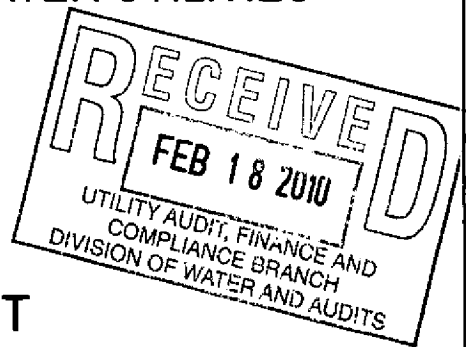 RECEIVED
FEB 18 2010
UTILITY AUDIT, FINANCE AND
COMPLIANCE BRANCH
DIVISION OF WATER AND AUDITS
T